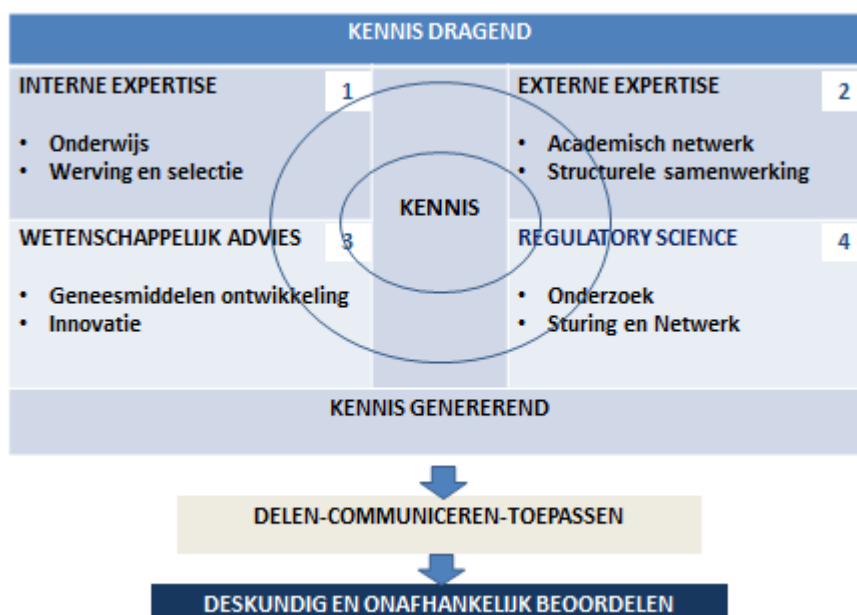 KENNIS DRAGEND
INTERNE EXPERTISE 1
• Onderwijs
• Werving en selectie
EXTERNE EXPERTISE 2
• Academisch netwerk
• Structurele samenwerking
KENNIS
WETENSCHAPPELIJK ADVIES 3
• Geneesmiddelen ontwikkeling
• Innovatie
REGULATORY SCIENCE 4
• Onderzoek
• Sturing en Netwerk
KENNIS GENEREREND
DELEN-COMMUNICEREN-TOEPASSEN
DESKUNDIG EN ONAFHANKELIJK BEOORDELEN